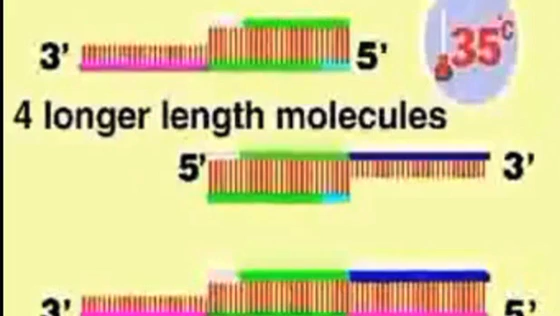 3' 5' 35°C
4 longer length molecules
5' 3'
3' 5'